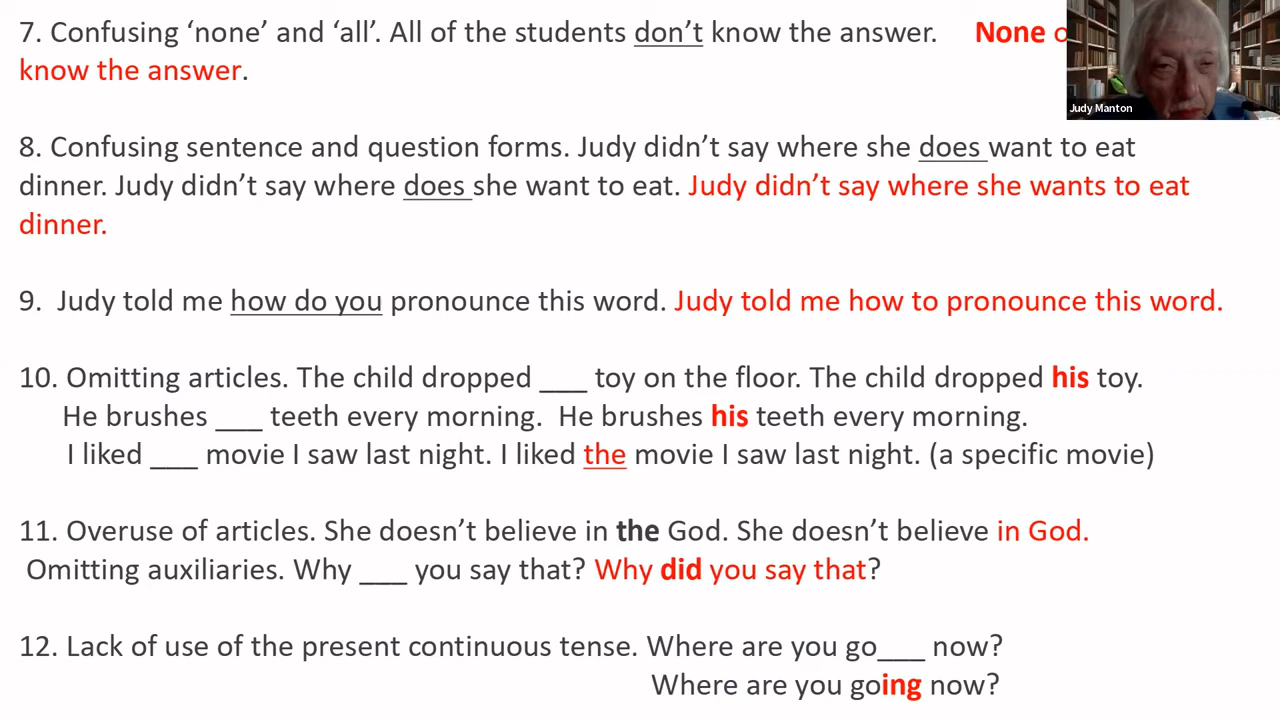 7. Confusing ‘none’ and ‘all’. All of the students don’t know the answer. None
know the answer.
Judy Manton
8. Confusing sentence and question forms. Judy didn’t say where she does want to eat
dinner. Judy didn’t say where does she want to eat. Judy didn’t say where she wants to eat
dinner.
9. Judy told me how do you pronounce this word. Judy told me how to pronounce this word.
10. Omitting articles. The child dropped ___ toy on the floor. The child dropped his toy.
He brushes ___ teeth every morning. He brushes his teeth every morning.
I liked ___ movie I saw last night. I liked the movie I saw last night. (a specific movie)
11. Overuse of articles. She doesn’t believe in the God. She doesn’t believe in God.
Omitting auxiliaries. Why ___ you say that? Why did you say that?
12. Lack of use of the present continuous tense. Where are you go___ now?
Where are you going now?